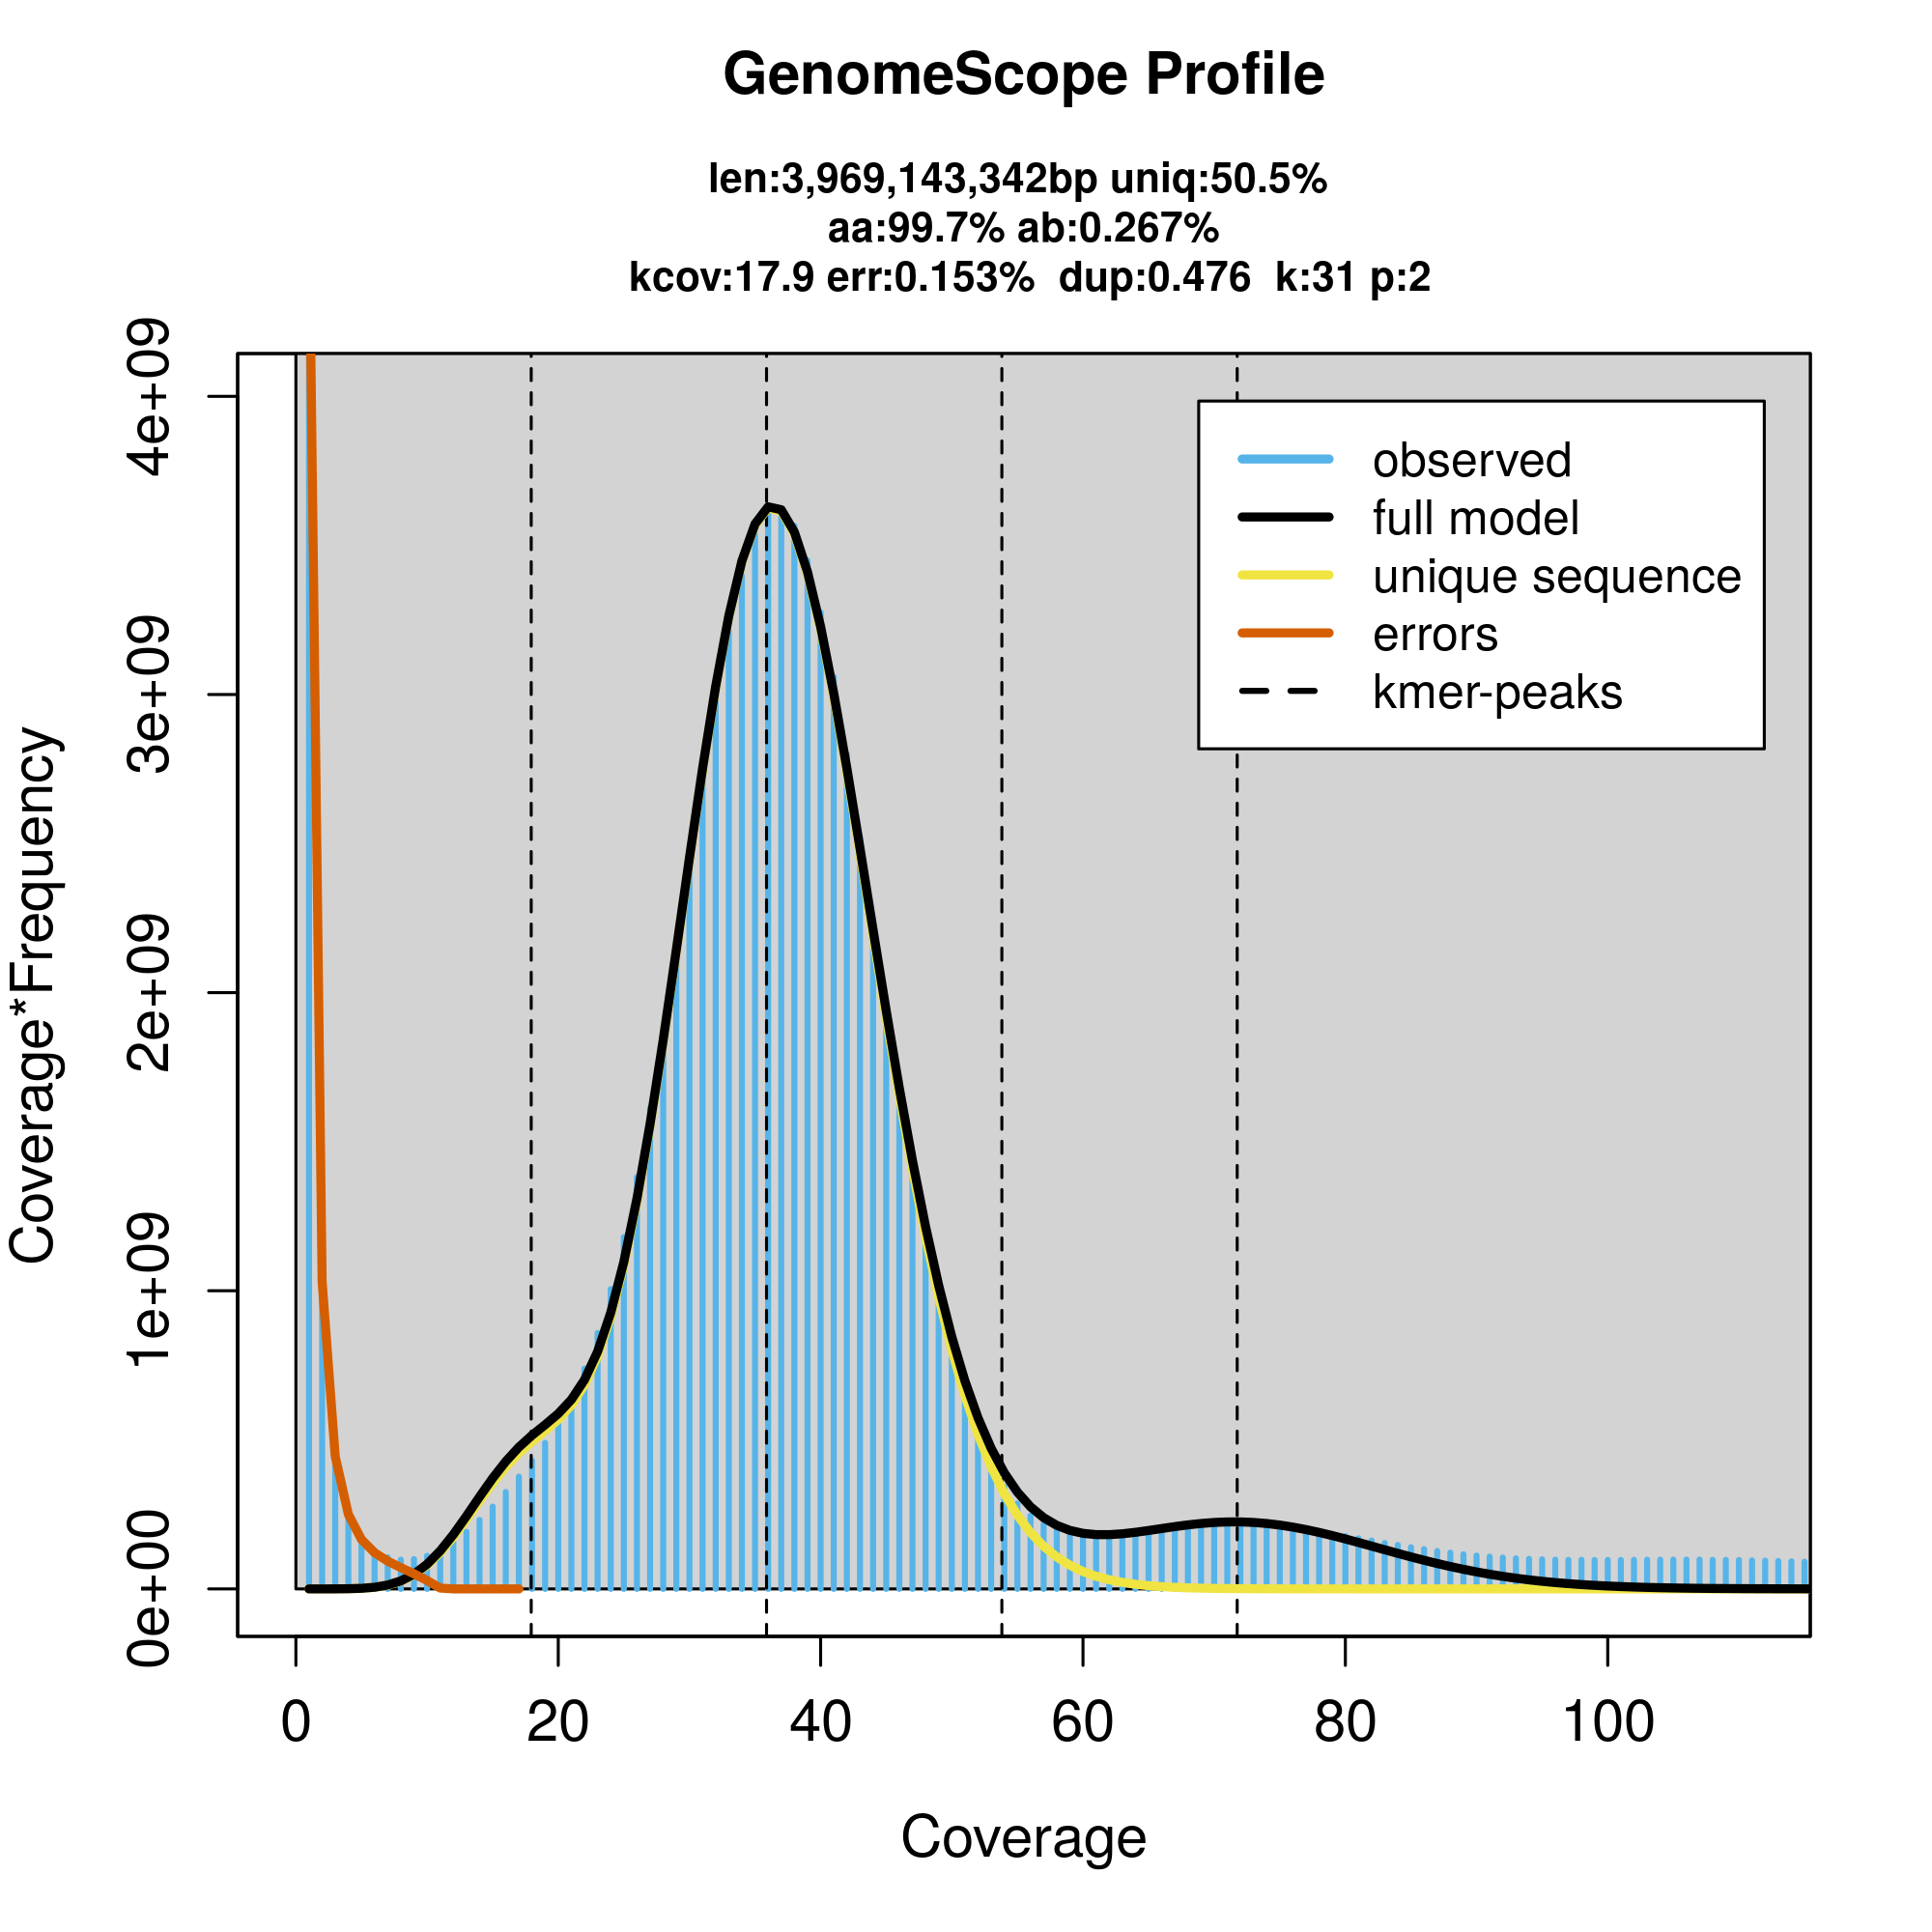 GenomeScope Profile
len:3,969,143,342bp uniq:50.5%
aa:99.7% ab:0.267%
kcov:17.9 err:0.153% dup:0.476 k:31 p:2
observed
full model
unique sequence
errors
kmer-peaks
Coverage*Frequency
4e+09
3e+09
2e+09
1e+09
0e+00
0 20 40 60 80 100
Coverage